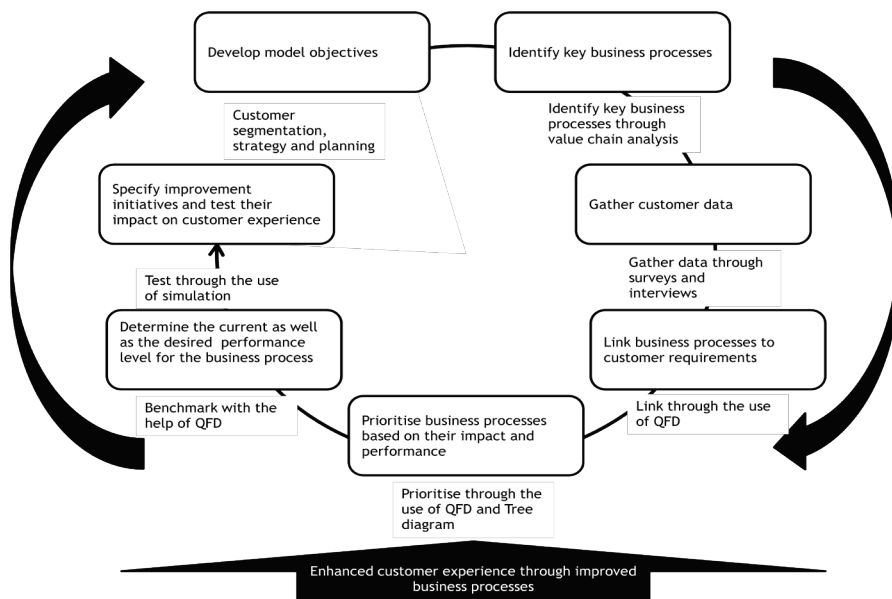 Develop model objectives
Identify key business processes
Customer
segmentation,
strategy and planning
Identify key business
processes through
value chain analysis
Specify improvement
initiatives and test their
impact on customer experience
Gather customer data
Test through the use
of simulation
Gather data through
surveys and
interviews
Determine the current as well
as the desired performance
level for the business process
Link business processes to
customer requirements
Benchmark with the
help of QFD
Prioritise business processes
based on their impact and
performance
Link through the use
of QFD
Prioritise through the
use of QFD and Tree
diagram
Enhanced customer experience through improved
business processes